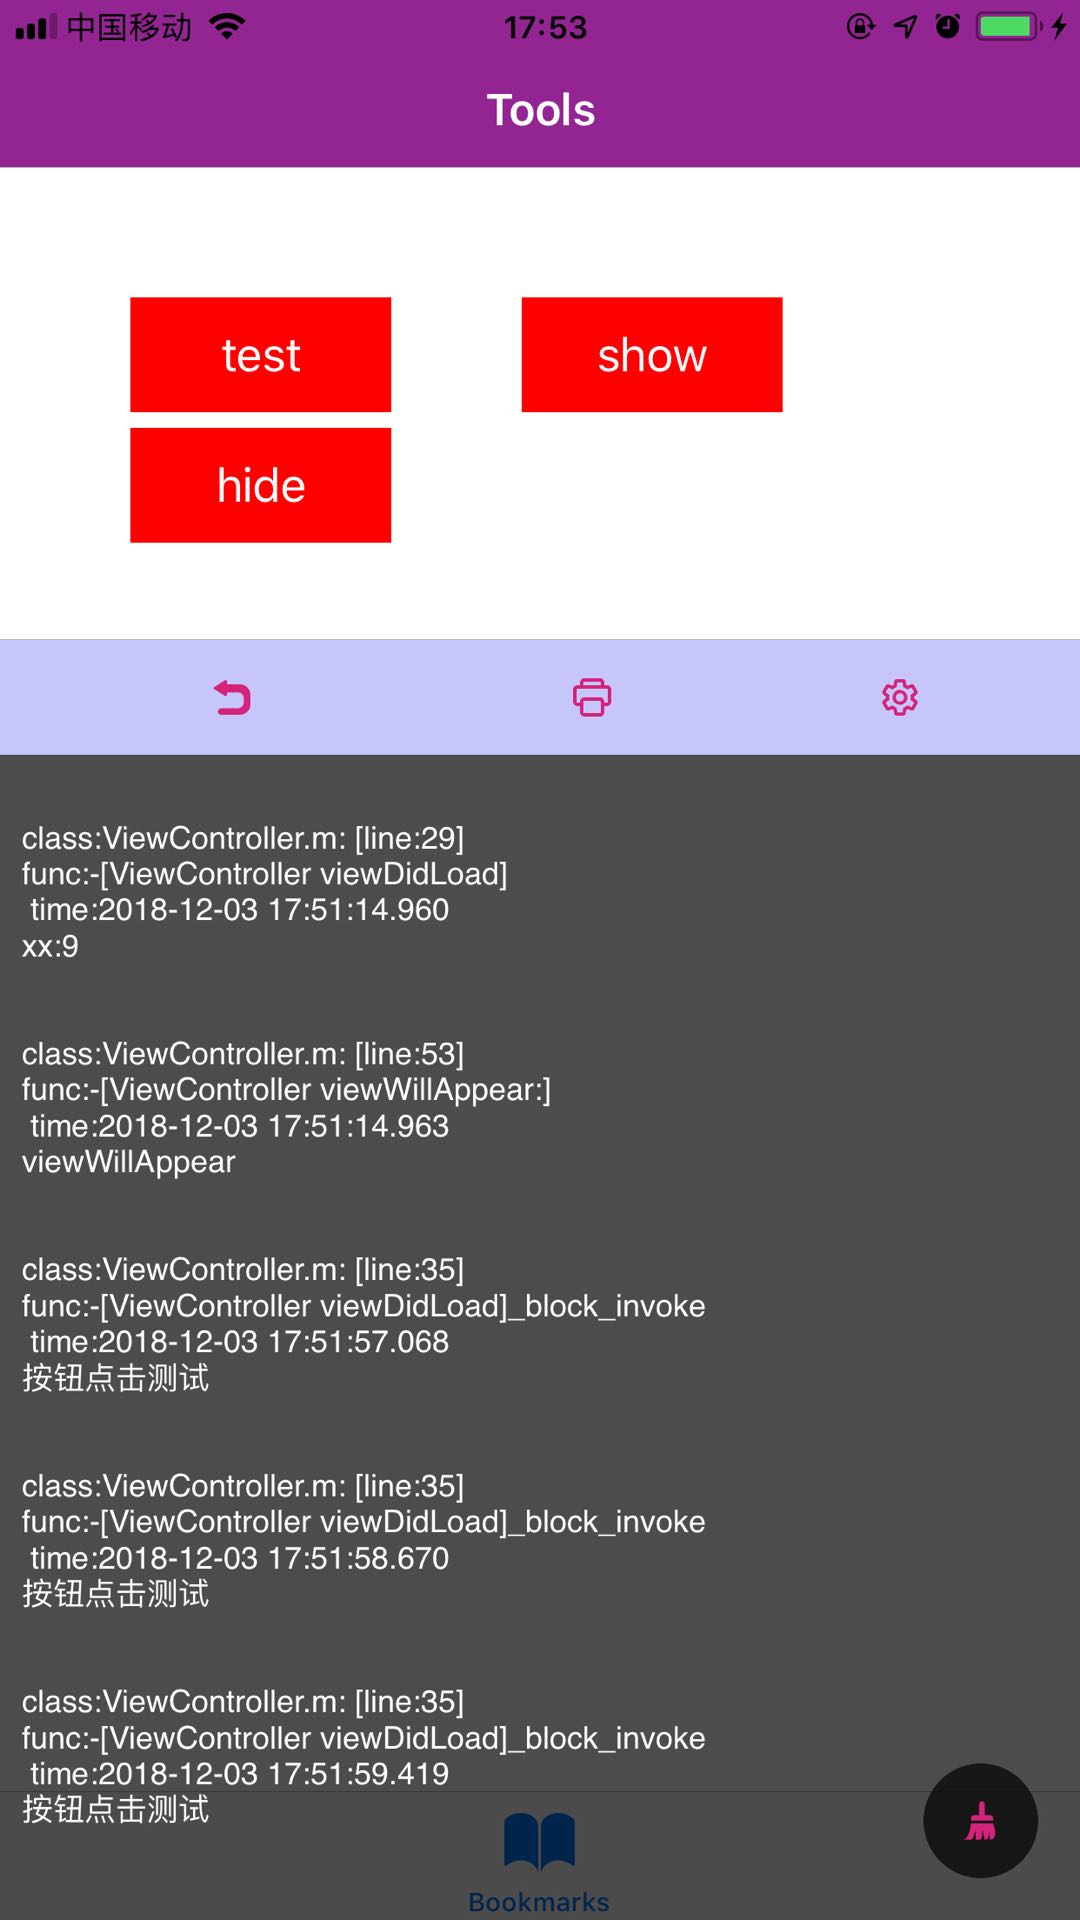 中国移动
17:53
Tools
test
show
hide
class:ViewController.m: [line:29]
func:-[ViewController viewDidLoad]
time:2018-12-03 17:51:14.960
xx:9
class:ViewController.m: [line:53]
func:-[ViewController viewWillAppear:]
time:2018-12-03 17:51:14.963
viewWillAppear
class:ViewController.m: [line:35]
func:-[ViewController viewDidLoad]_block_invoke
time:2018-12-03 17:51:57.068
按钮点击测试
class:ViewController.m: [line:35]
func:-[ViewController viewDidLoad]_block_invoke
time:2018-12-03 17:51:58.670
按钮点击测试
class:ViewController.m: [line:35]
func:-[ViewController viewDidLoad]_block_invoke
time:2018-12-03 17:51:59.419
按钮点击测试
Bookmarks